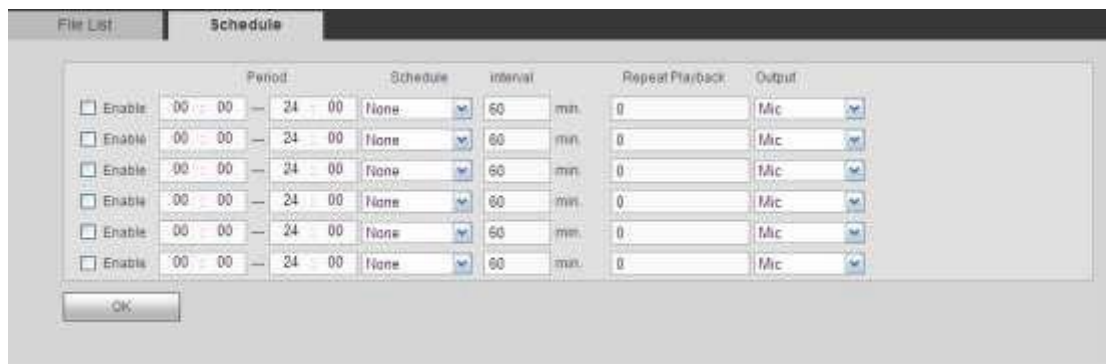 File List Schedule
Period Schedule interval Repeat Playback Output
Enable 00 : 00 — 24 : 00 None 60 min. 0 Mic
Enable 00 : 00 — 24 : 00 None 60 min. 0 Mic
Enable 00 : 00 — 24 : 00 None 60 min. 0 Mic
Enable 00 : 00 — 24 : 00 None 60 min. 0 Mic
Enable 00 : 00 — 24 : 00 None 60 min. 0 Mic
Enable 00 : 00 — 24 : 00 None 60 min. 0 Mic
OK